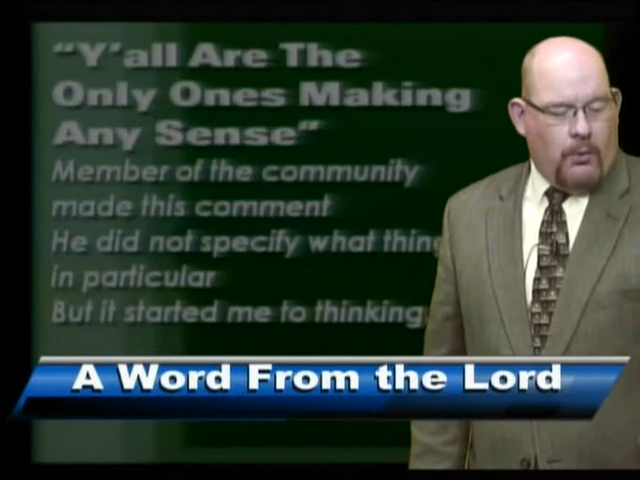 “Y’all Are The
Only Ones Making
Any Sense”
Member of the community
made this comment
He did not specify what thing
in particular
But it started me to thinking
A Word From the Lord